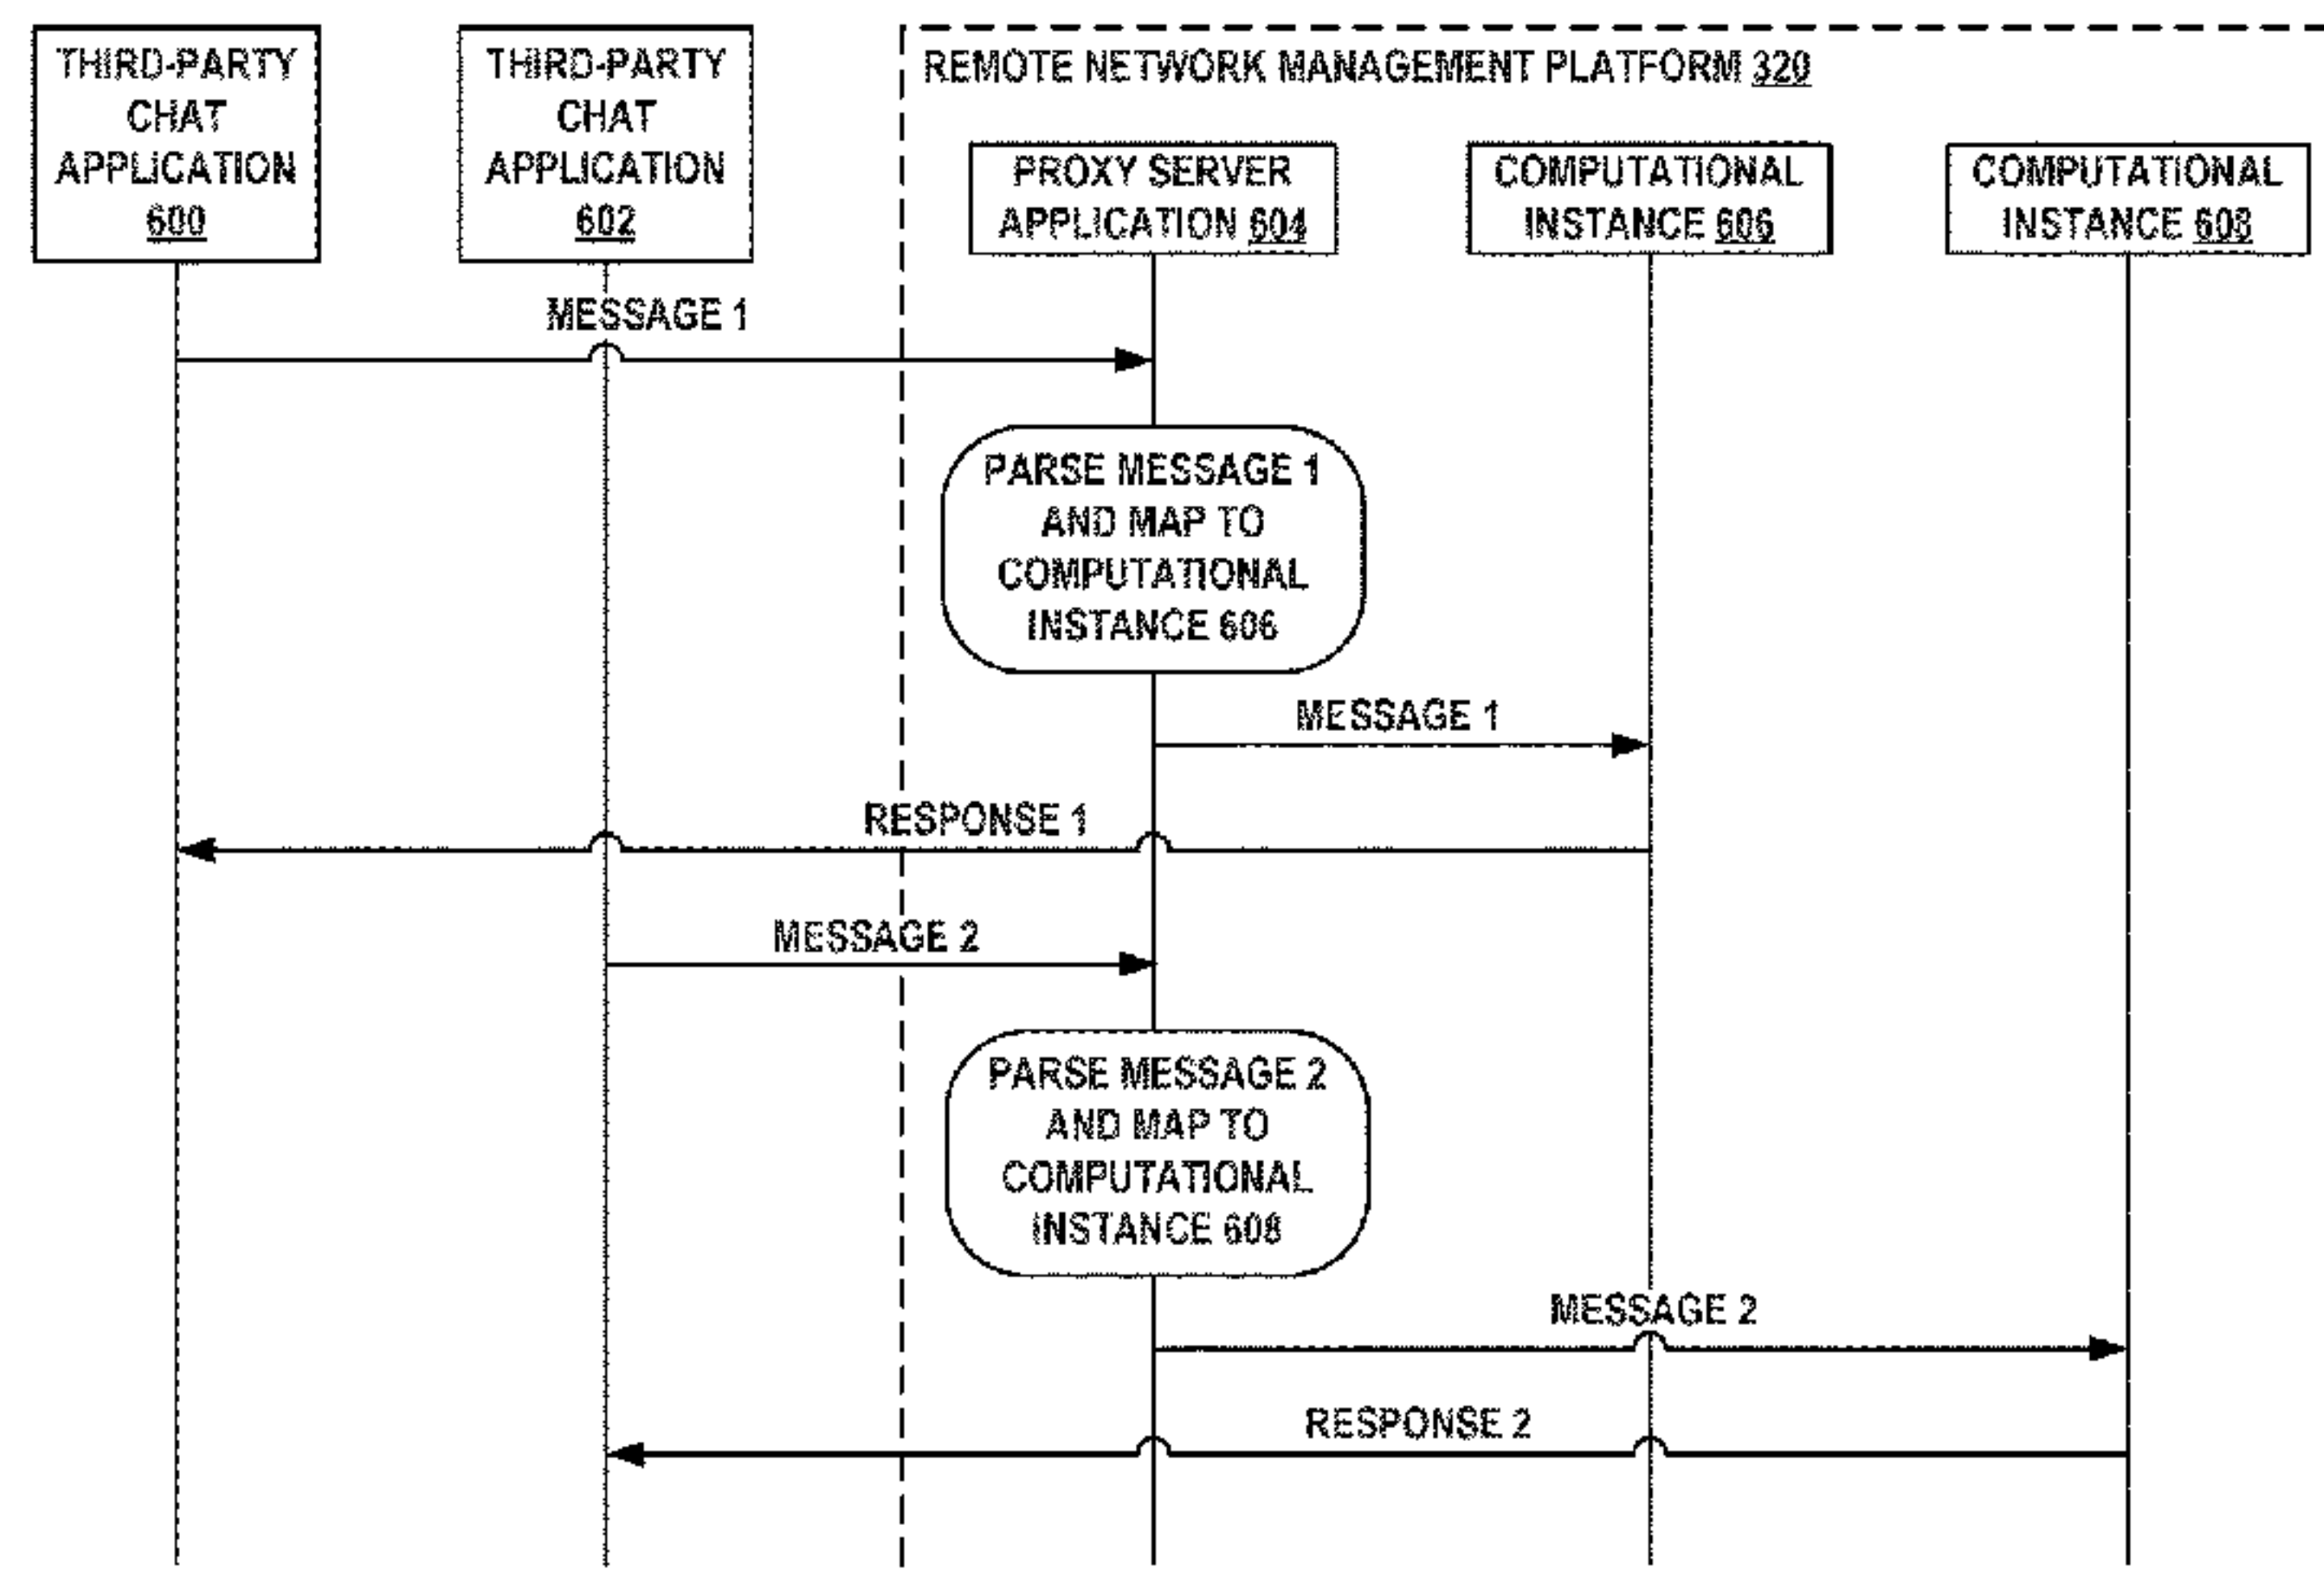 THIRD-PARTY
CHAT
APPLICATION
600
THIRD-PARTY
CHAT
APPLICATION
602
REMOTE NETWORK MANAGEMENT PLATFORM 320
PROXY SERVER
APPLICATION 604
COMPUTATIONAL
INSTANCE 606
COMPUTATIONAL
INSTANCE 608
MESSAGE 1
PARSE MESSAGE 1
AND MAP TO
COMPUTATIONAL
INSTANCE 606
MESSAGE 1
RESPONSE 1
MESSAGE 2
PARSE MESSAGE 2
AND MAP TO
COMPUTATIONAL
INSTANCE 608
MESSAGE 2
RESPONSE 2